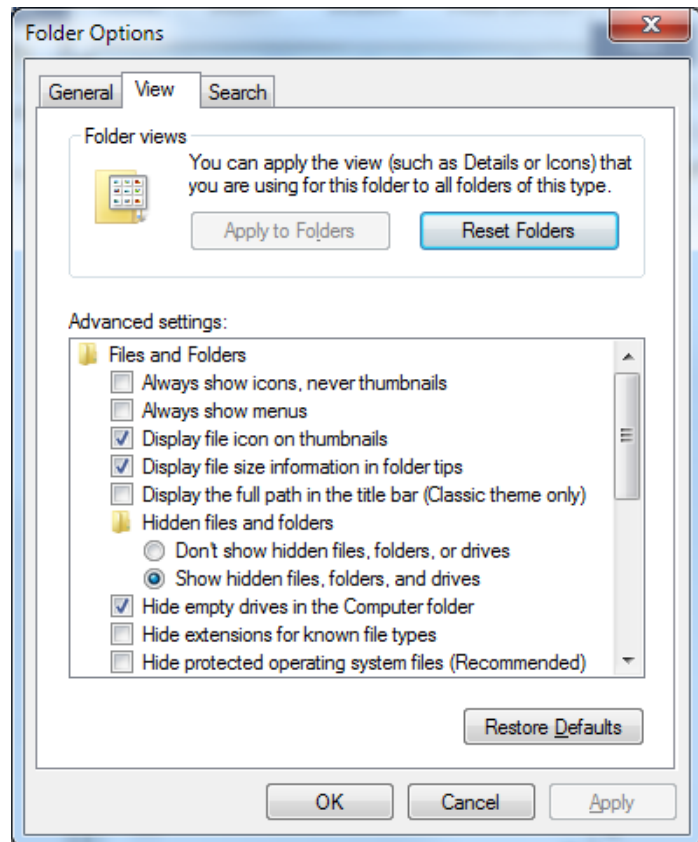 Folder Options
General
View
Search
Folder views
You can apply the view (such as Details or Icons) that
you are using for this folder to all folders of this type.
Apply to Folders
Reset Folders
Advanced settings:
Files and Folders
Always show icons, never thumbnails
Always show menus
Display file icon on thumbnails
Display file size information in folder tips
Display the full path in the title bar (Classic theme only)
Hidden files and folders
Don't show hidden files, folders, or drives
Show hidden files, folders, and drives
Hide empty drives in the Computer folder
Hide extensions for known file types
Hide protected operating system files (Recommended)
Restore Defaults
OK
Cancel
Apply